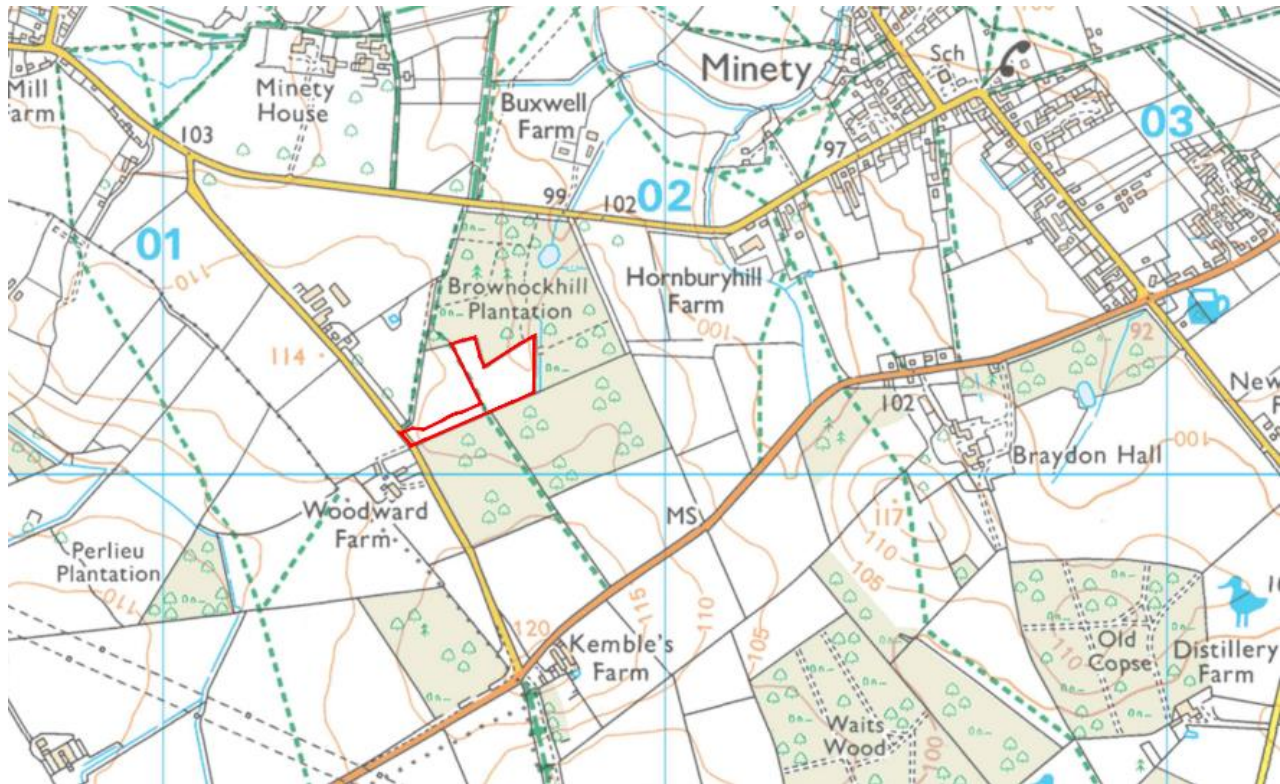 Mill
arm
Minety
House
103
Buxwell
Farm
Minety
Sch
97
03
99
102
02
01
110
Hornburyhill
Farm
Brownockhill
Plantation
100
114
92
102
New
Braydon Hall
100
Woodward
Farm
MS
117
110
105
Perlieu
Plantation
110
120
Kemble's
Farm
115
110
105
Old
Copse
110
Distillery
Farm
Waits
Wood
100